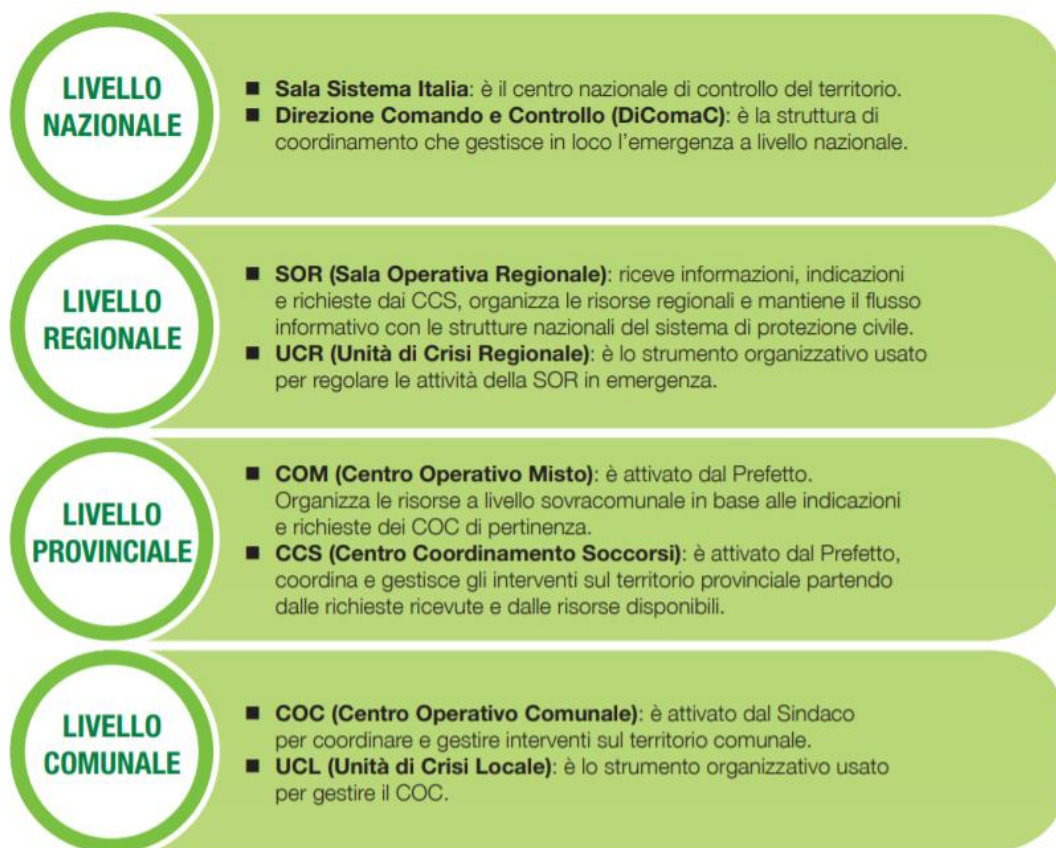 LIVELLO
NAZIONALE
■ Sala Sistema Italia: è il centro nazionale di controllo del territorio.
■ Direzione Comando e Controllo (DiComaC): è la struttura di
coordinamento che gestisce in loco l’emergenza a livello nazionale.
LIVELLO
REGIONALE
■ SOR (Sala Operativa Regionale): riceve informazioni, indicazioni
e richieste dai CCS, organizza le risorse regionali e mantiene il flusso
informativo con le strutture nazionali del sistema di protezione civile.
■ UCR (Unità di Crisi Regionale): è lo strumento organizzativo usato
per regolare le attività della SOR in emergenza.
LIVELLO
PROVINCIALE
■ COM (Centro Operativo Misto): è attivato dal Prefetto.
Organizza le risorse a livello sovracomunale in base alle indicazioni
e richieste dei COC di pertinenza.
■ CCS (Centro Coordinamento Soccorsi): è attivato dal Prefetto,
coordina e gestisce gli interventi sul territorio provinciale partendo
dalle richieste ricevute e dalle risorse disponibili.
LIVELLO
COMUNALE
■ COC (Centro Operativo Comunale): è attivato dal Sindaco
per coordinare e gestire interventi sul territorio comunale.
■ UCL (Unità di Crisi Locale): è lo strumento organizzativo usato
per gestire il COC.